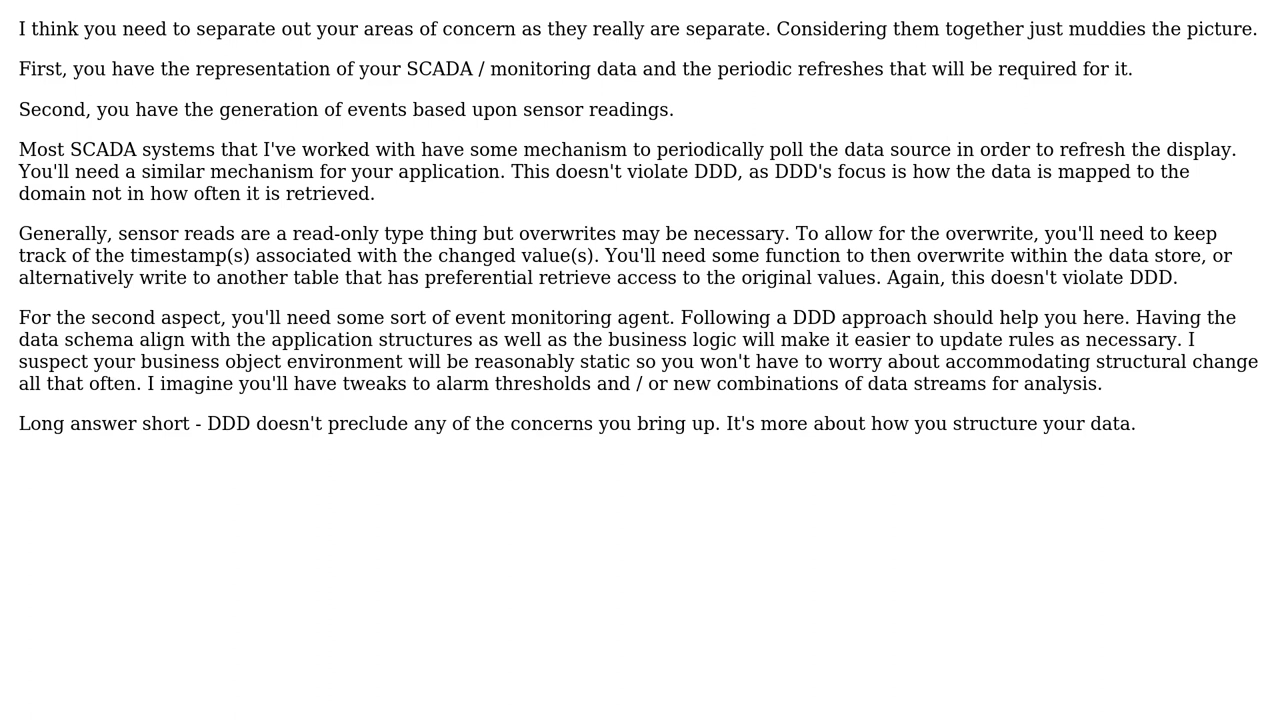 I think you need to separate out your areas of concern as they really are separate. Considering them together just muddies the picture.
First, you have the representation of your SCADA / monitoring data and the periodic refreshes that will be required for it.
Second, you have the generation of events based upon sensor readings.
Most SCADA systems that I've worked with have some mechanism to periodically poll the data source in order to refresh the display.
You'll need a similar mechanism for your application. This doesn't violate DDD, as DDD's focus is how the data is mapped to the
domain not in how often it is retrieved.
Generally, sensor reads are a read-only type thing but overwrites may be necessary. To allow for the overwrite, you'll need to keep
track of the timestamp(s) associated with the changed value(s). You'll need some function to then overwrite within the data store, or
alternatively write to another table that has preferential retrieve access to the original values. Again, this doesn't violate DDD.
For the second aspect, you'll need some sort of event monitoring agent. Following a DDD approach should help you here. Having the
data schema align with the application structures as well as the business logic will make it easier to update rules as necessary. I
suspect your business object environment will be reasonably static so you won't have to worry about accommodating structural change
all that often. I imagine you'll have tweaks to alarm thresholds and / or new combinations of data streams for analysis.
Long answer short - DDD doesn't preclude any of the concerns you bring up. It's more about how you structure your data.